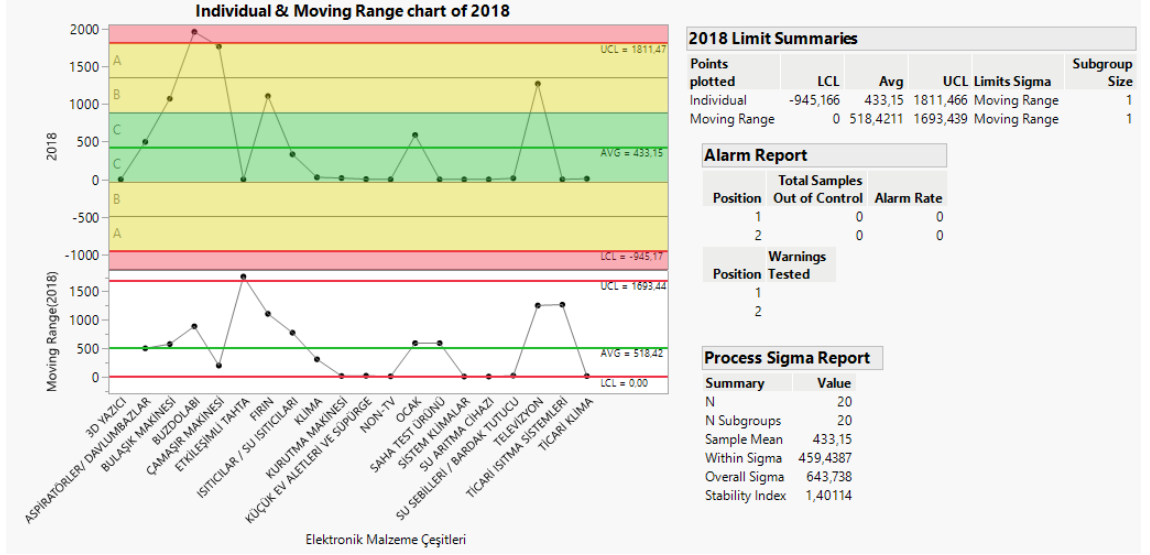 Individual & Moving Range chart of 2018
2000
1500
1000
500
0
-500
-1000
2018
A
B
C
C
B
A
UCL = 1811,47
AVG = 433,15
LCL = -945,17
1500
1000
500
0
Moving Range(2018)
UCL = 1693,44
AVG = 518,42
LCL = 0.00
3D YAZICI
ASPİRATÖRLER/ DAVLUMBAZLAR
BULAŞIK MAKİNESİ
BUZDOLABI
ÇAMAŞIR MAKİNESİ
ETKİLEŞİMLİ TAHTA
FIRIN
ISITICILAR / SU ISITICILARI
KLİMA
KURUTMA MAKİNESİ
KÜÇÜK EV ALETLERİ VE SÜPÜRGE
NON-TV
OCAK
SAHA TEST ÜRÜNÜ
SİSTEM KLİMALAR
SU ARITMA CİHAZI
SU SEBİLLERİ / BARDAK TUTUCU
TELEVİZYON
TİCARİ ISITMA SİSTEMLERİ
TİCARİ KLİMA
Elektronik Malzeme Çeşitleri
2018 Limit Summaries
Points plotted LCL Avg UCL Limits Sigma Subgroup Size
Individual -945,166 433,15 1811,466 Moving Range 1
Moving Range 0 518,4211 1693,439 Moving Range 1
Alarm Report
Position Total Samples Out of Control Alarm Rate
1 0 0
2 0 0
Position Warnings Tested
1
2
Process Sigma Report
Summary Value
N 20
N Subgroups 20
Sample Mean 433,15
Within Sigma 459,4387
Overall Sigma 643,738
Stability Index 1,40114